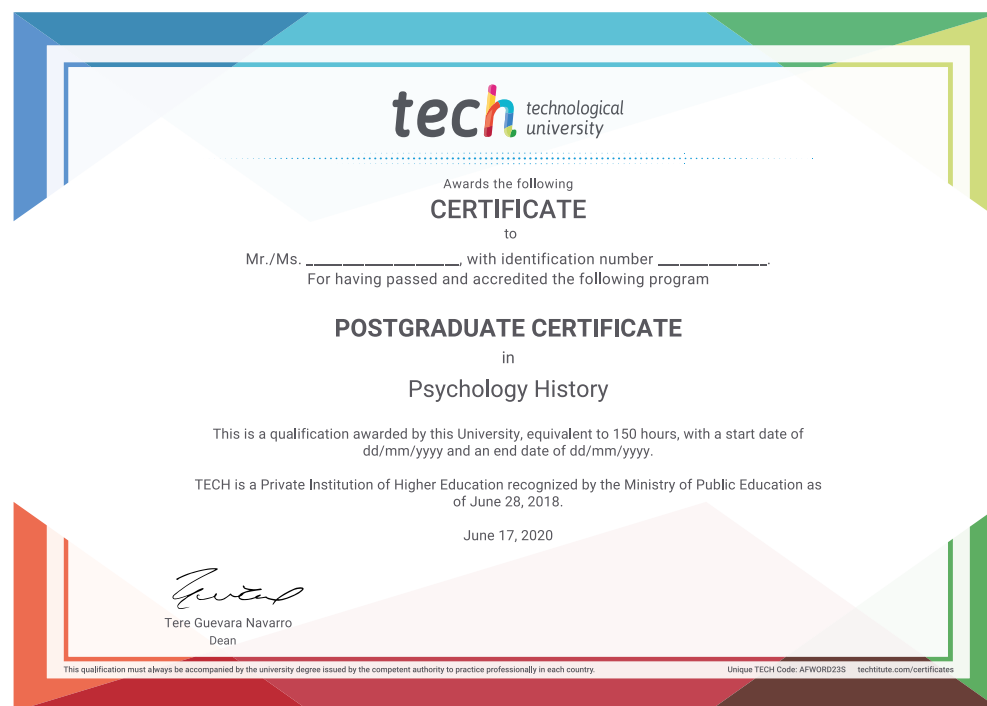 tech technological
university
Awards the following
CERTIFICATE
to
Mr./Ms. ____________________, with identification number ______________.
For having passed and accredited the following program
POSTGRADUATE CERTIFICATE
in
Psychology History
This is a qualification awarded by this University, equivalent to 150 hours, with a start date of
dd/mm/yyyy and an end date of dd/mm/yyyy.
TECH is a Private Institution of Higher Education recognized by the Ministry of Public Education as
of June 28, 2018.
June 17, 2020
Tere Guevara Navarro
Dean
This qualification must always be accompanied by the university degree issued by the competent authority to practice professionally in each country. Unique TECH Code: AFWORD23S techtitute.com/certificates